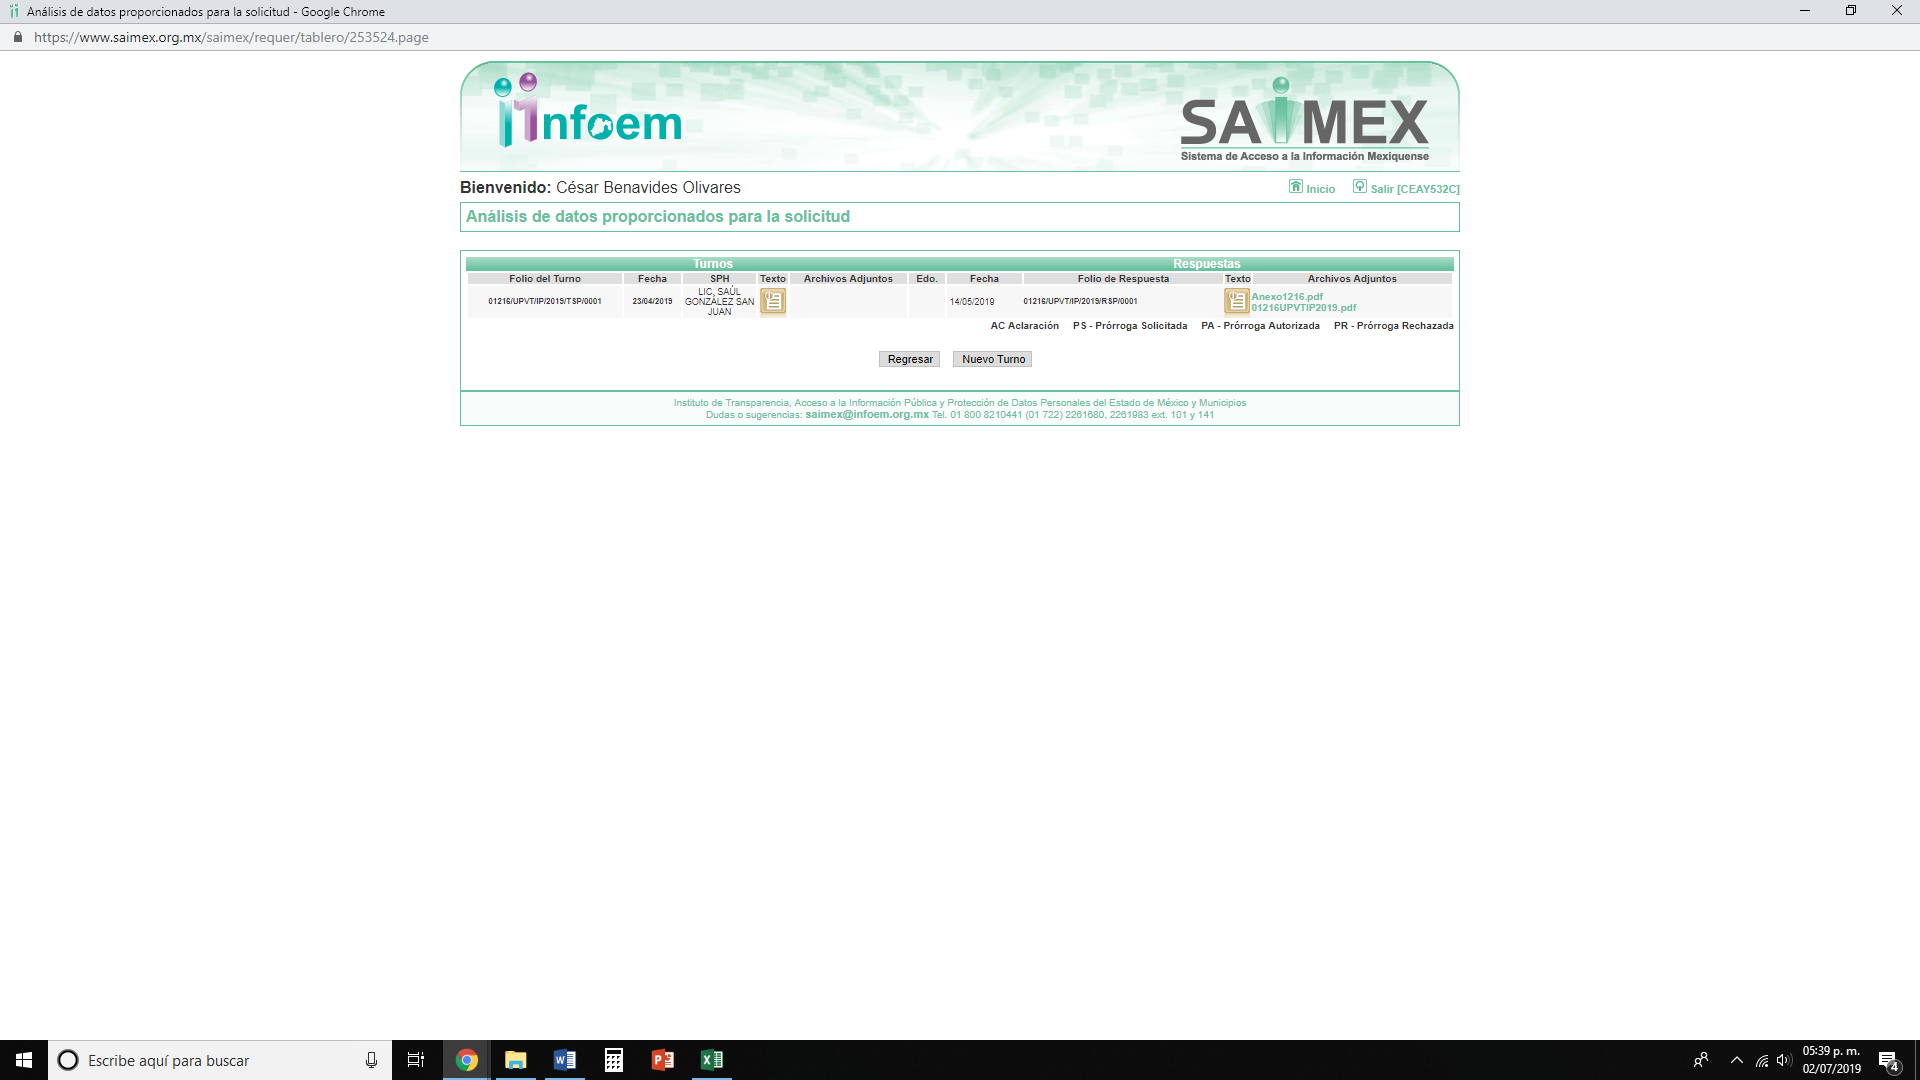 Análisis de datos proporcionados para la solicitud - Google Chrome
https://www.saimex.org.mx/saimex/requer/tablero/253524.page
infoem
SAIMEX
Sistema de Acceso a la Información Mexiquense
Bienvenido: César Benavides Olivares
Inicio Salir [CEAY532C]
Análisis de datos proporcionados para la solicitud
Turnos Respuestas
Folio del Turno Fecha SPH Texto Archivos Adjuntos Edo. Fecha Folio de Respuesta Texto Archivos Adjuntos
01216/UPVT/IP/2019/TSP/0001 23/04/2019 LIC, SAÚL GONZÁLEZ SAN JUAN 14/05/2019 01216/UPVT/IP/2019/RSP/0001 Anexo1216.pdf
01216UPVTIP2019.pdf
AC Aclaración PS - Prórroga Solicitada PA - Prórroga Autorizada PR - Prórroga Rechazada
Regresar Nuevo Turno
Instituto de Transparencia, Acceso a la Información Pública y Protección de Datos Personales del Estado de México y Municipios
Dudas o sugerencias: saimex@infoem.org.mx Tel. 01 800 8210441 (01 722) 2261680, 2261983 ext. 101 y 141
Escribe aquí para buscar
05:39 p. m.
02/07/2019
4